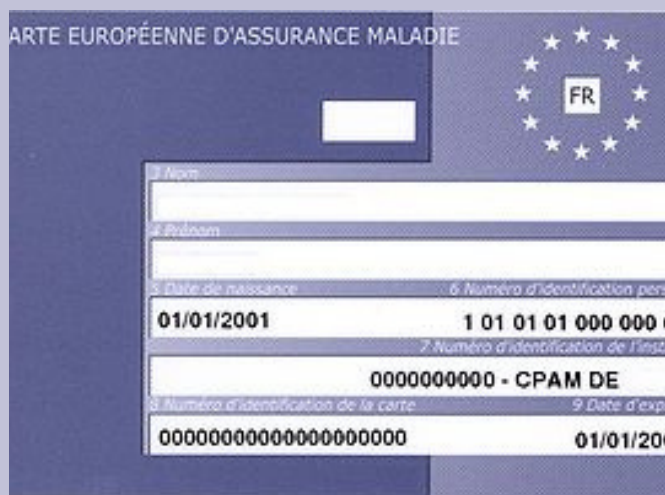 ARTE EUROPÉENNE D'ASSURANCE MALADIE
FR
3 Nom
4 Prénom
5 Date de naissance 6 Numéro d'identification pers
01/01/2001 1 01 01 01 000 000
7 Numéro d'identification de l'inst
0000000000 - CPAM DE
8 Numéro d'identification de la carte 9 Date d'exp
00000000000000000000 01/01/200